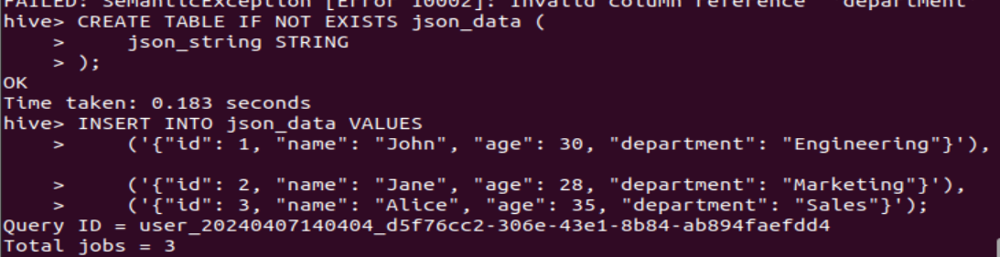 FAILED: SemanticException [Error 10002]: Invalid column reference 'department'
hive> CREATE TABLE IF NOT EXISTS json_data (
    >     json_string STRING
    > );
OK
Time taken: 0.183 seconds
hive> INSERT INTO json_data VALUES
    >     ('{"id": 1, "name": "John", "age": 30, "department": "Engineering"}'),
    >     ('{"id": 2, "name": "Jane", "age": 28, "department": "Marketing"}'),
    >     ('{"id": 3, "name": "Alice", "age": 35, "department": "Sales"}');
Query ID = user_20240407140404_d5f76cc2-306e-43e1-8b84-ab894faefdd4
Total jobs = 3